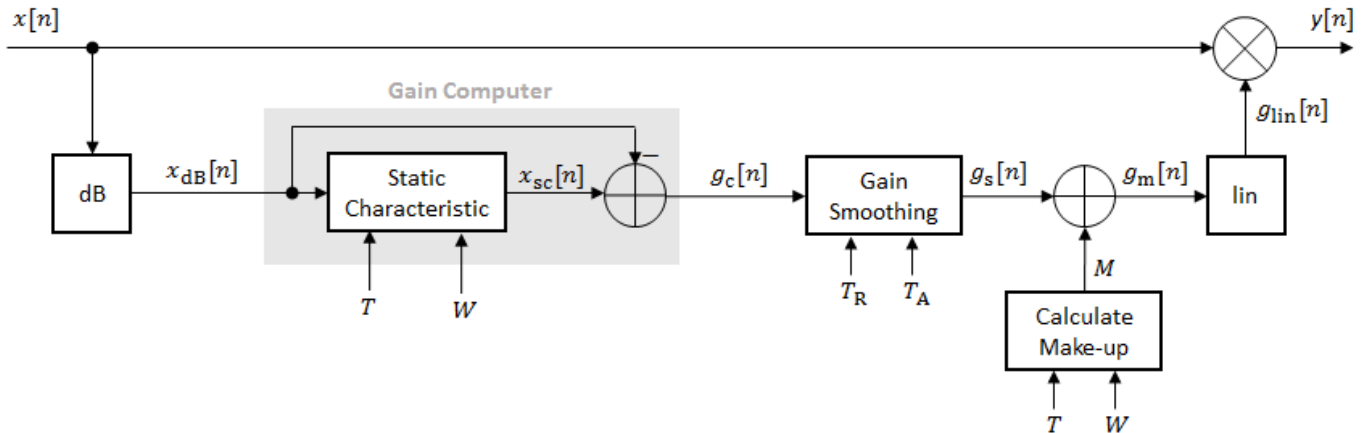 x[n]
y[n]
Gain Computer
g_lin[n]
dB
x_dB[n]
Static
Characteristic
x_sc[n]
−
g_c[n]
Gain
Smoothing
g_s[n]
g_m[n]
lin
T
W
T_R
T_A
M
Calculate
Make-up
T
W